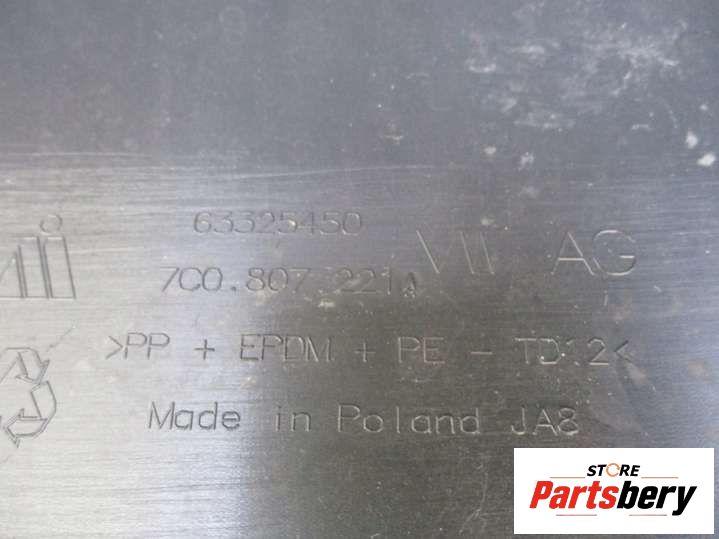 63325450
VW AG
7C0.807.221A
>PP + EPDM + PE - TD12<
Made in Poland JA8
STORE
Partsbery